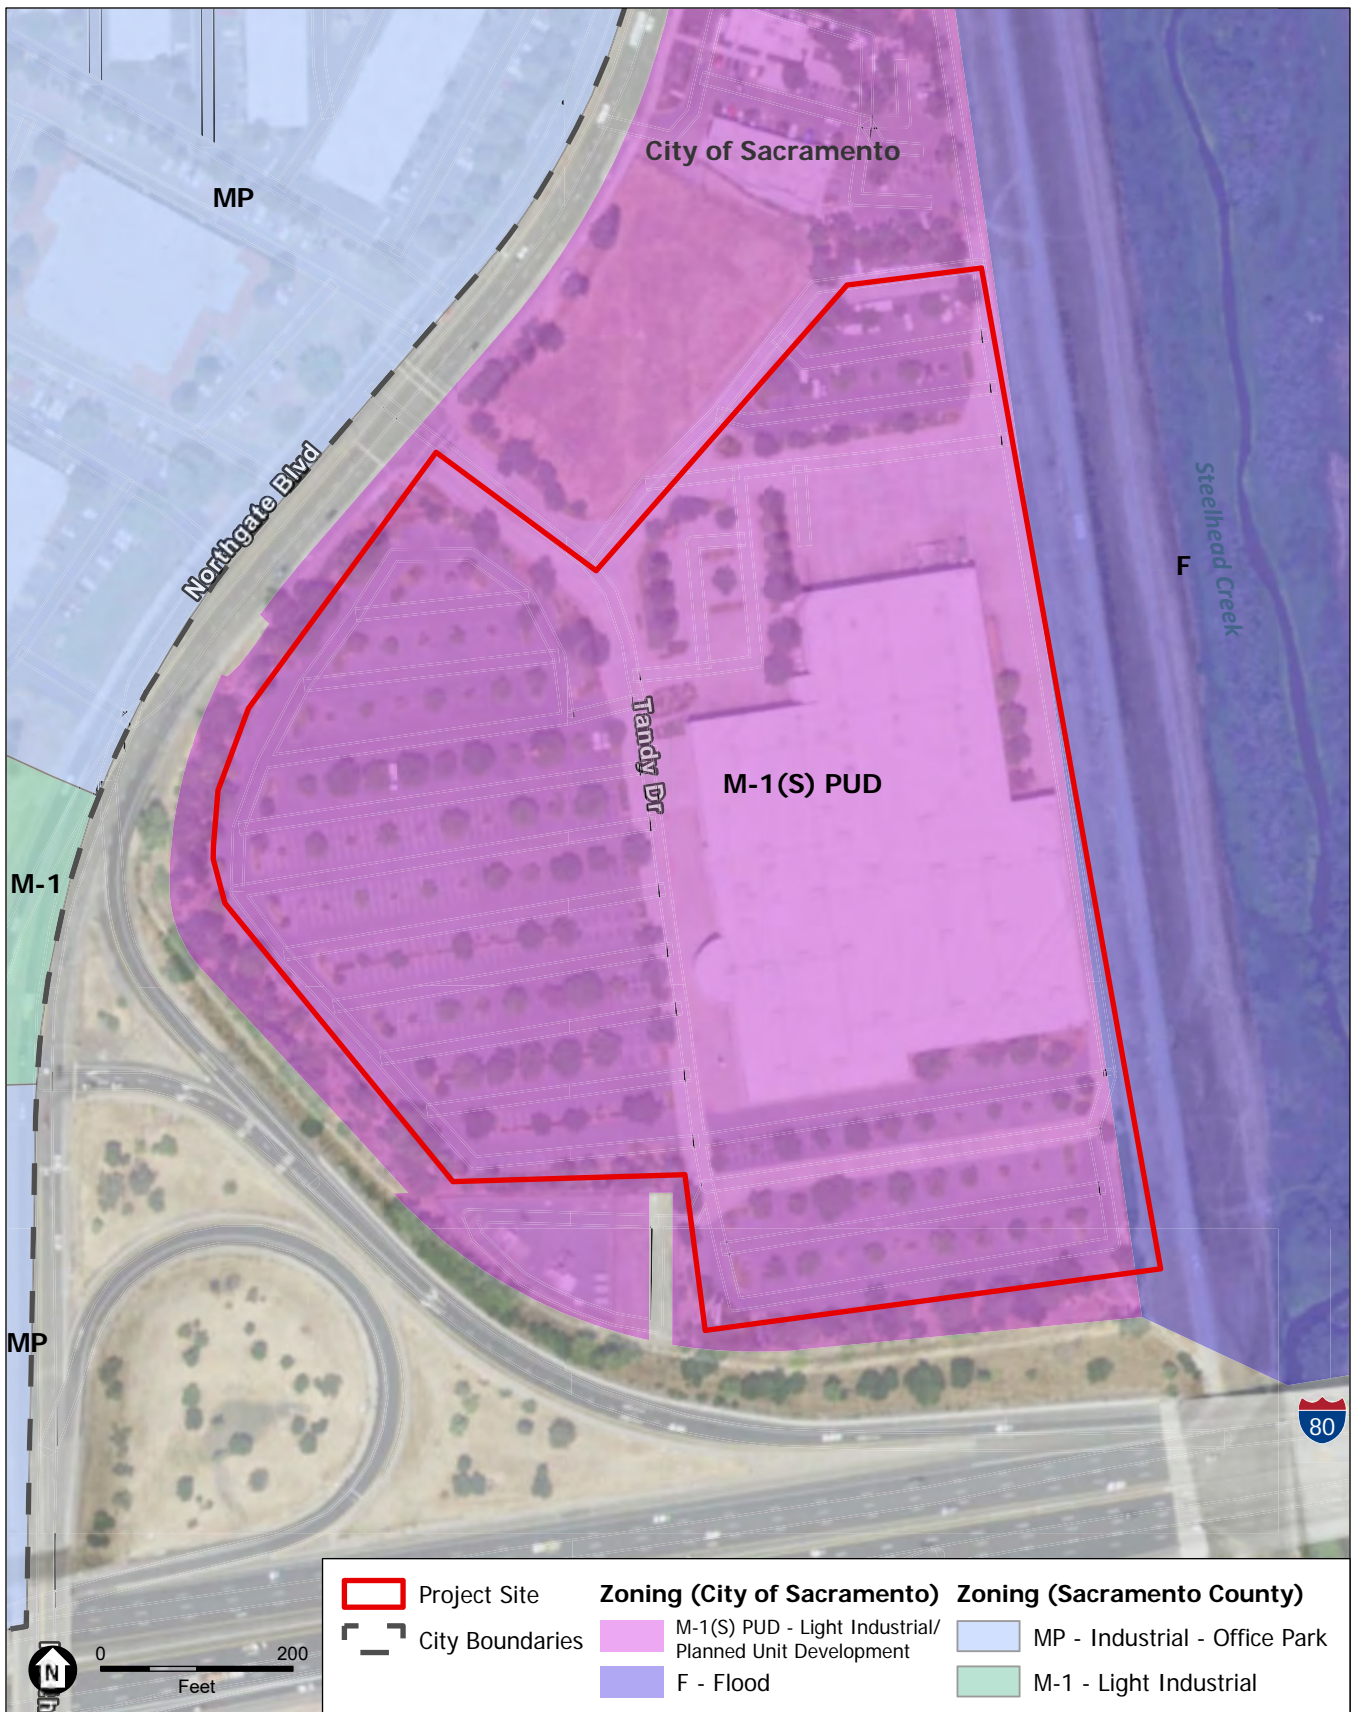 City of Sacramento
MP
Northgate Blvd
Steelhead Creek
F
Tandy Dr
M-1(S) PUD
M-1
MP
80
N
0 200
Feet
Project Site
City Boundaries
Zoning (City of Sacramento)
M-1(S) PUD - Light Industrial/
Planned Unit Development
F - Flood
Zoning (Sacramento County)
MP - Industrial - Office Park
M-1 - Light Industrial